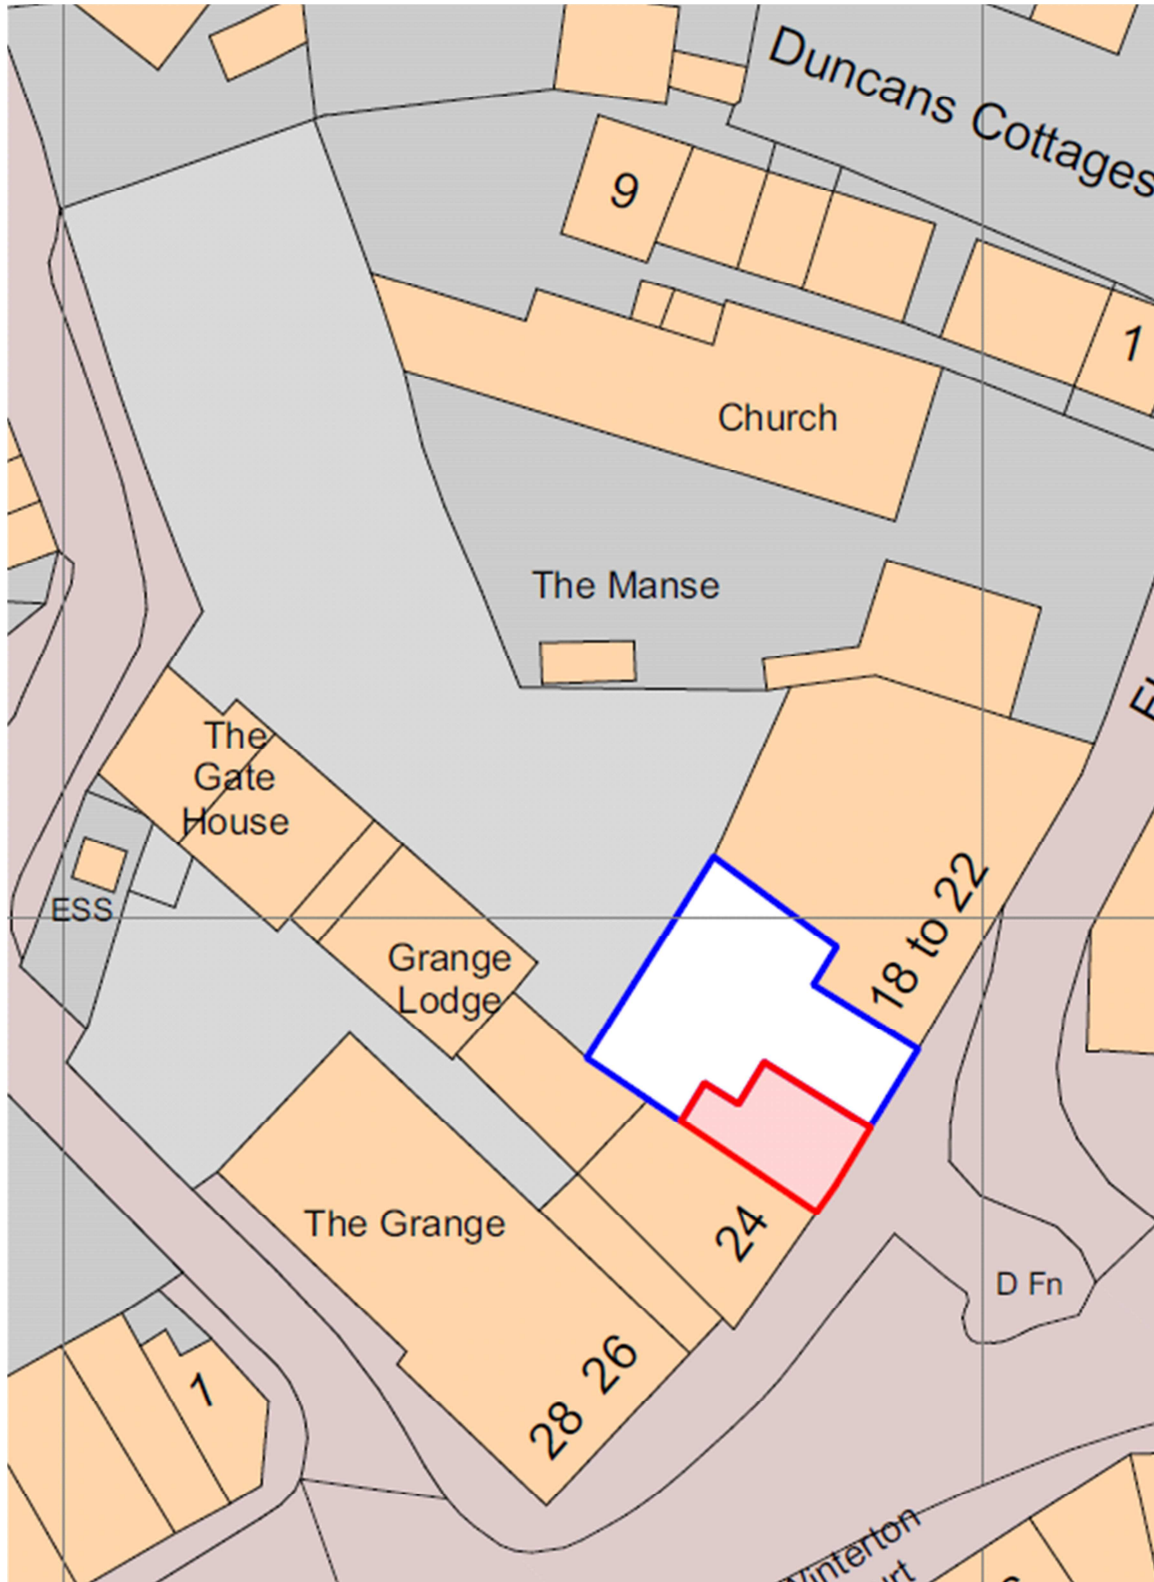 Duncans Cottages
9
1
Church
The Manse
The
Gate
House
ESS
18 to 22
Grange
Lodge
The Grange
24
D Fn
26
28
1
Winterton